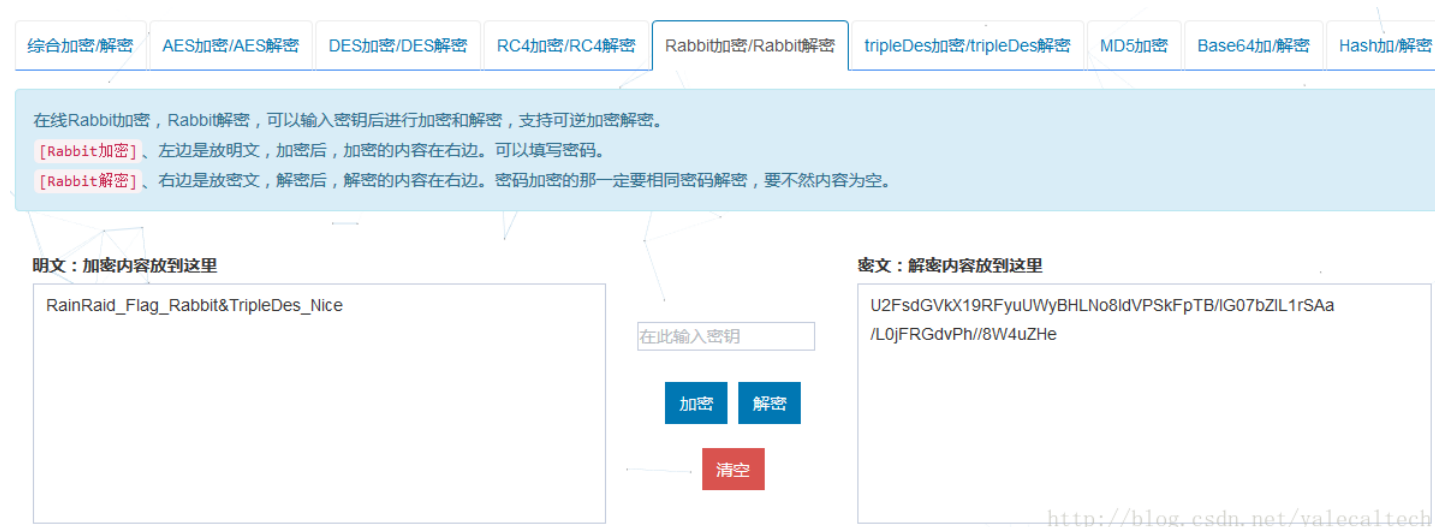 综合加密/解密
AES加密/AES解密
DES加密/DES解密
RC4加密/RC4解密
Rabbit加密/Rabbit解密
tripleDes加密/tripleDes解密
MD5加密
Base64加/解密
Hash加/解密
在线Rabbit加密，Rabbit解密，可以输入密钥后进行加密和解密，支持可逆加密解密。
[Rabbit加密]、左边是放明文，加密后，加密的内容在右边。可以填写密码。
[Rabbit解密]、右边是放密文，解密后，解密的内容在右边。密码加密的那一定要相同密码解密，要不然内容为空。
明文：加密内容放到这里
密文：解密内容放到这里
RainRaid_Flag_Rabbit&TripleDes_Nice
U2FsdGVkX19RFyuUWyBHLNo8IdVPSkFpTB/IG07bZIL1rSAa
/L0jFRGdvPh//8W4uZHe
在此输入密钥
加密
解密
清空
http://blog.csdn.net/yalecaltech